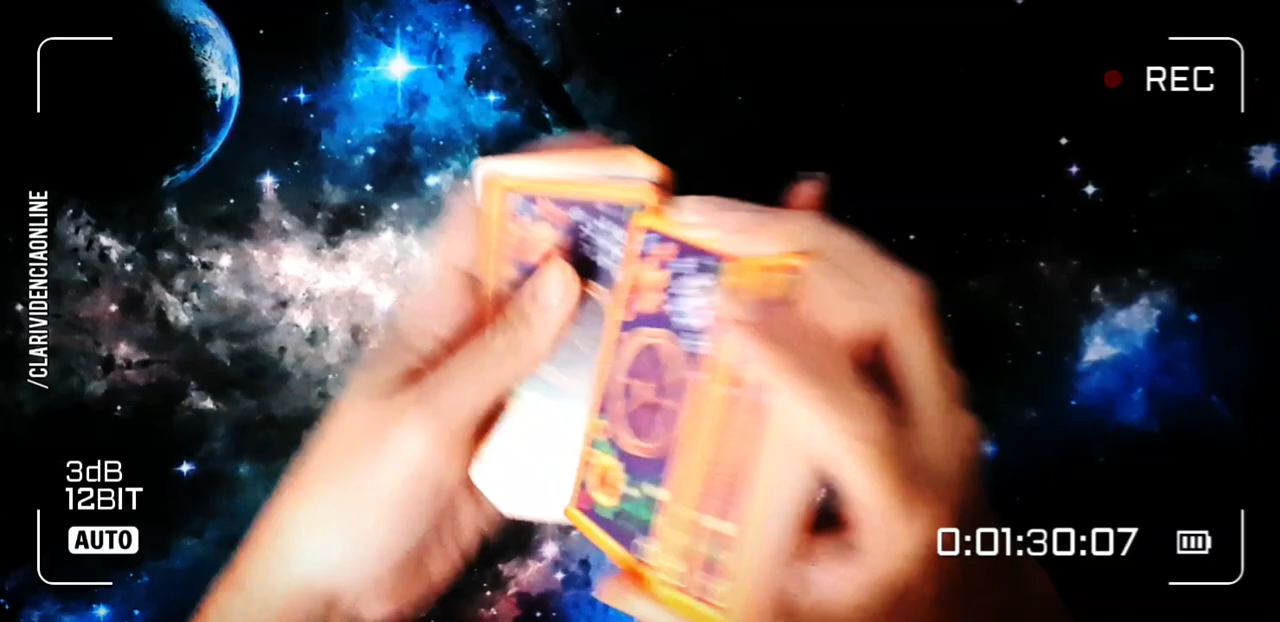 REC
/CLARIVIDENCIAONLINE
3dB
12BIT
AUTO
0:01:30:07